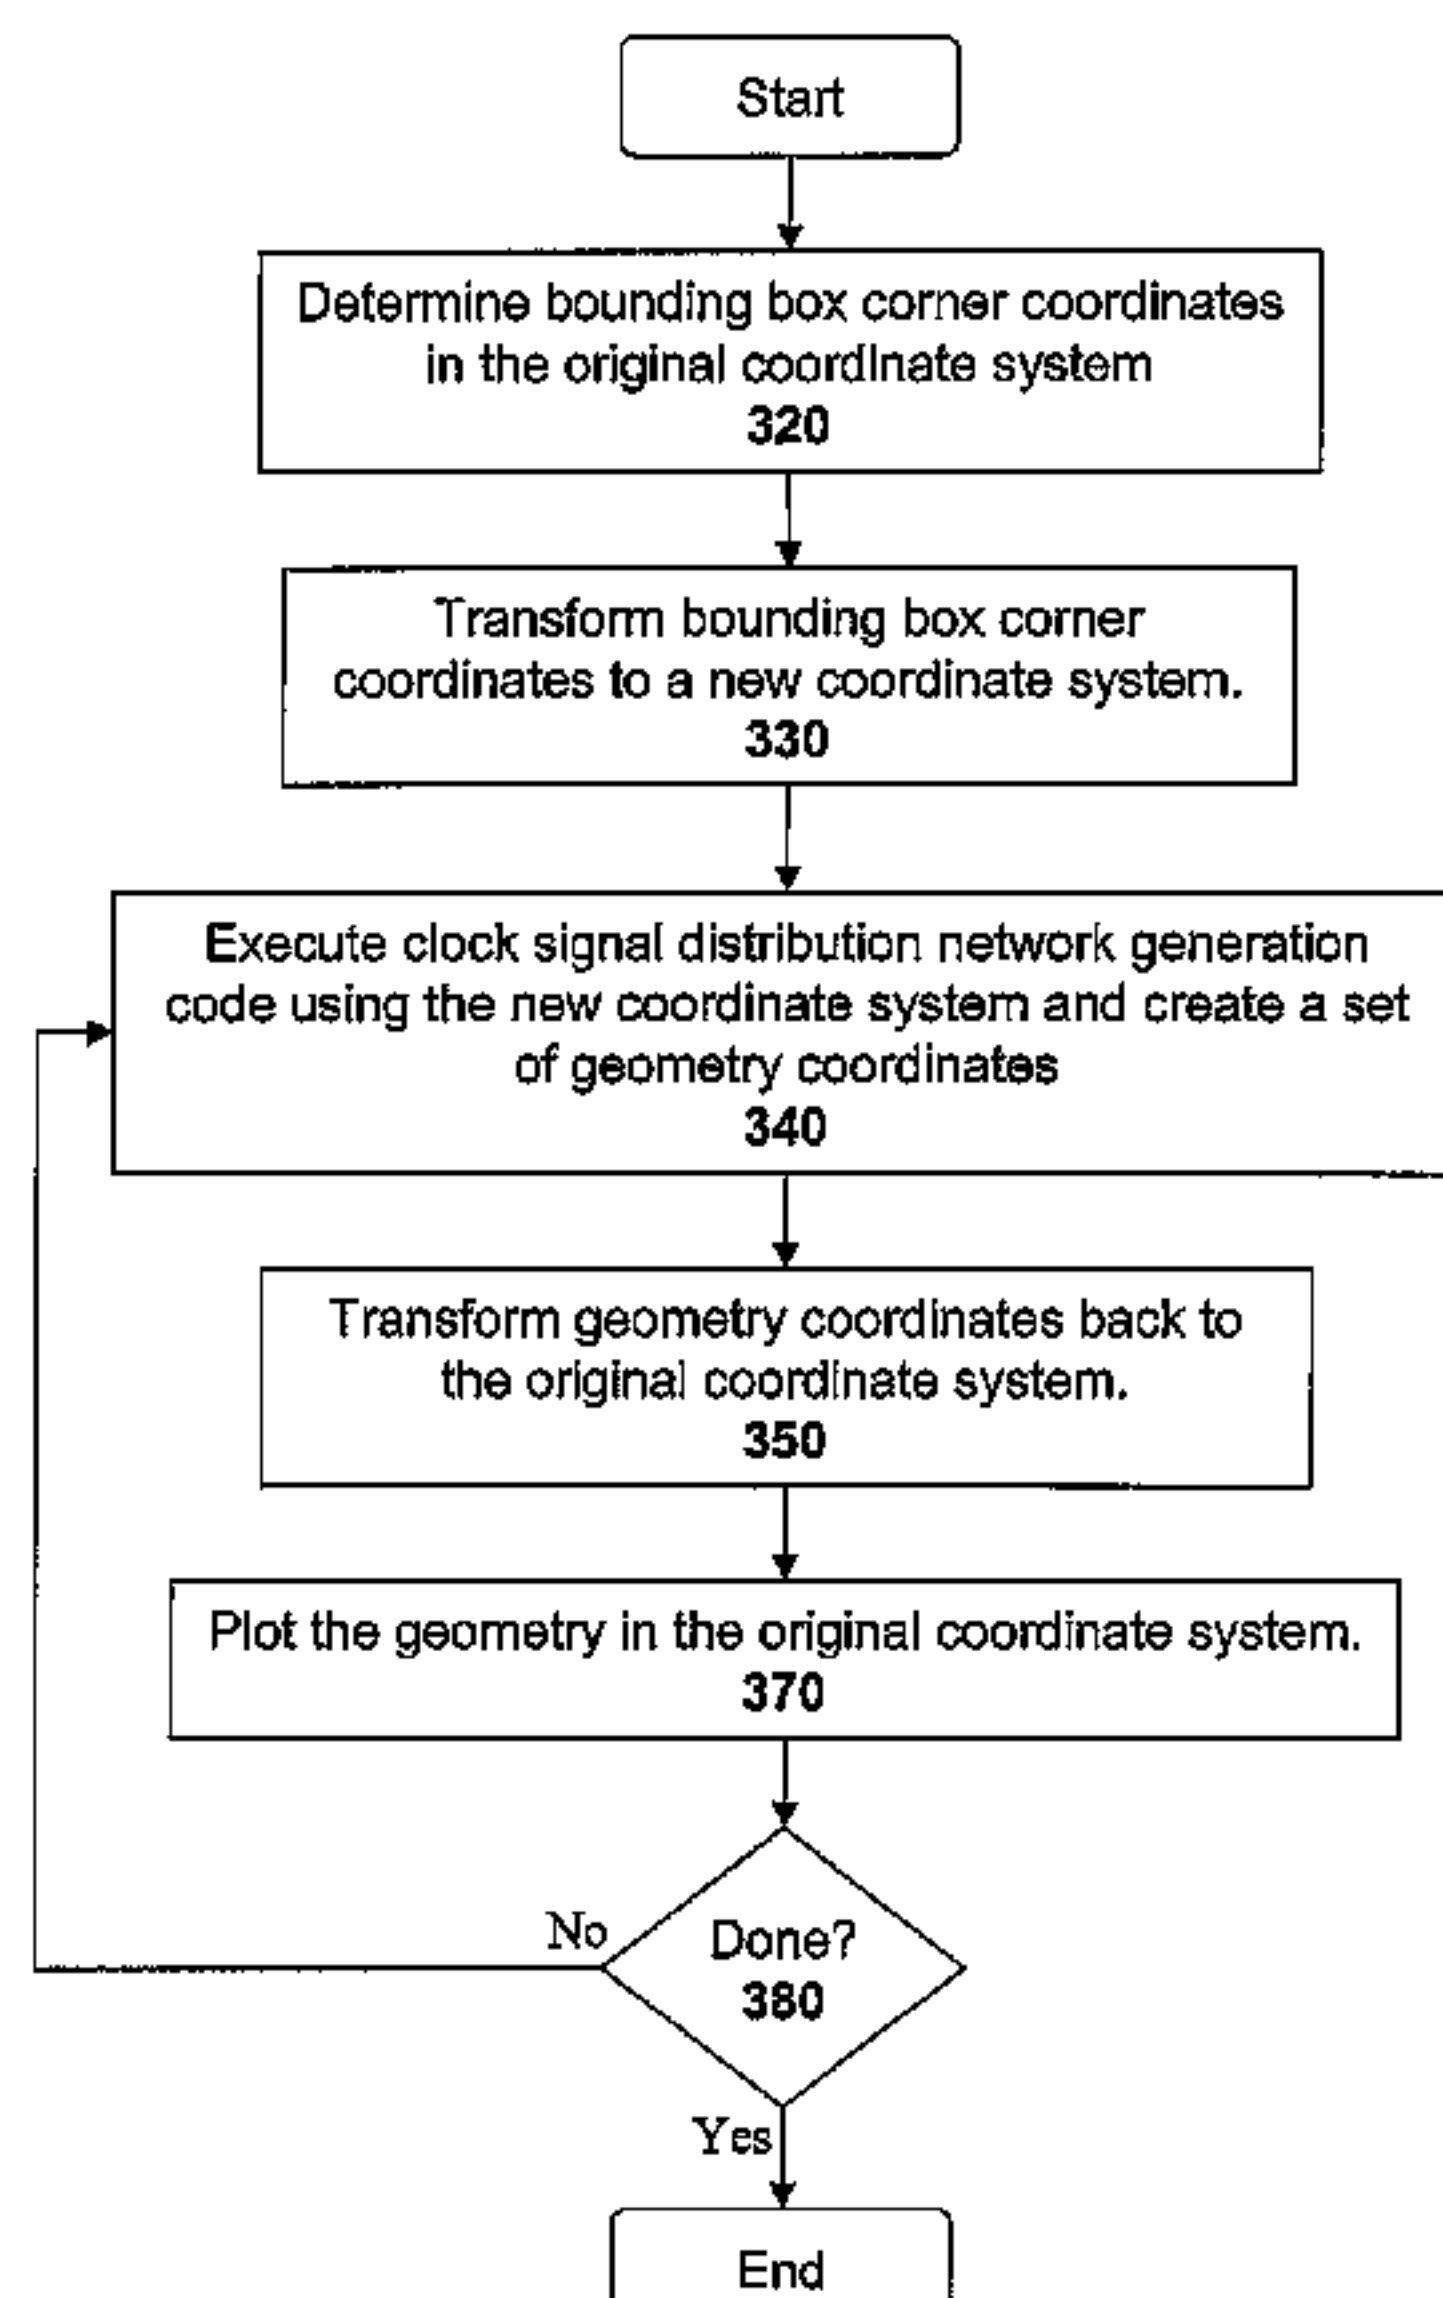 Start
Determine bounding box corner coordinates
in the original coordinate system
320
Transform bounding box corner
coordinates to a new coordinate system.
330
Execute clock signal distribution network generation
code using the new coordinate system and create a set
of geometry coordinates
340
Transform geometry coordinates back to
the original coordinate system.
350
Plot the geometry in the original coordinate system.
370
No
Done?
380
Yes
End